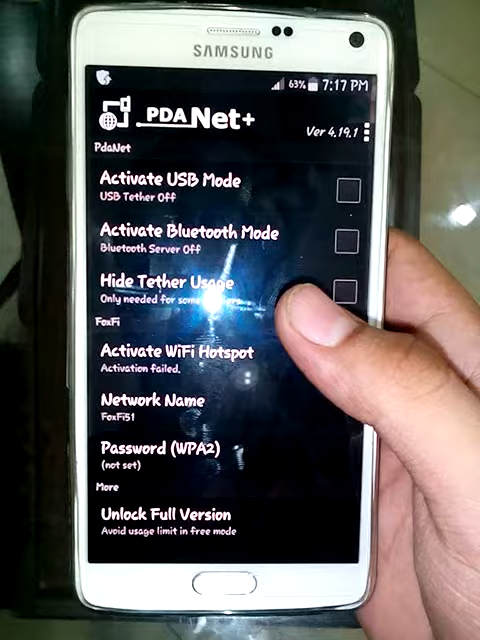 SAMSUNG
63% 7:17 PM
PDANet+
Ver 4.19.1
PdaNet
Activate USB Mode
USB Tether Off
Activate Bluetooth Mode
Bluetooth Server Off
Hide Tether Usage
Only needed for some
FoxFi
Activate WiFi Hotspot
Activation failed.
Network Name
FoxFi51
Password (WPA2)
(not set)
More
Unlock Full Version
Avoid usage limit in free mode